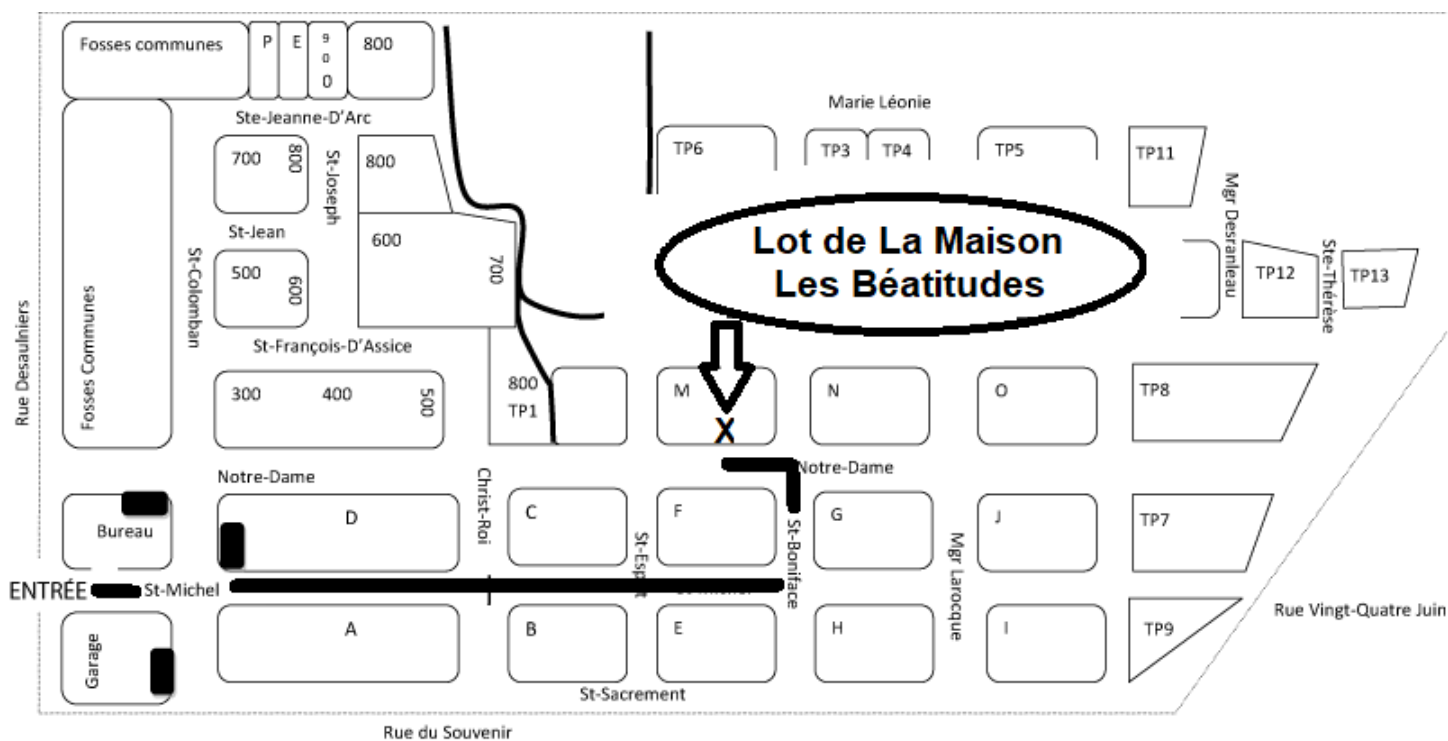 Fosses communes
P
E
900
800
Ste-Jeanne-D'Arc
Marie Léonie
700
800
St-Joseph
800
TP6
TP3
TP4
TP5
TP11
St-Jean
600
700
Lot de La Maison
Les Béatitudes
Mgr Desranleau
TP12
Ste-Thérèse
TP13
500
600
St-Colomban
Rue Desaulniers
Fosses Communes
St-François-D'Assice
300
400
500
800
TP1
M
X
N
O
TP8
Notre-Dame
Notre-Dame
Bureau
D
Christ-Roi
C
St-Esprit
F
St-Boniface
G
Mgr Larocque
J
TP7
ENTRÉE
St-Michel
Garage
A
B
E
H
I
TP9
Rue Vingt-Quatre Juin
St-Sacrement
Rue du Souvenir